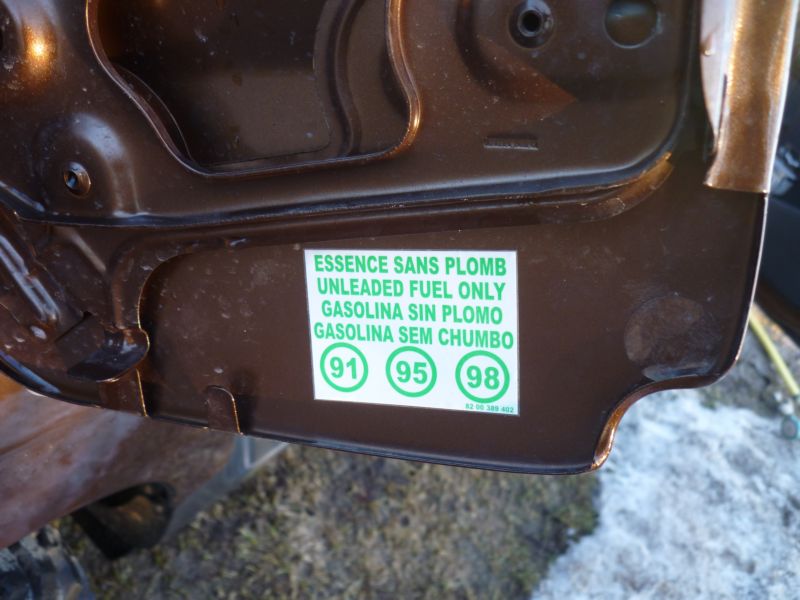 ESSENCE SANS PLOMB
UNLEADED FUEL ONLY
GASOLINA SIN PLOMO
GASOLINA SEM CHUMBO
91 95 98
82 00 389 402